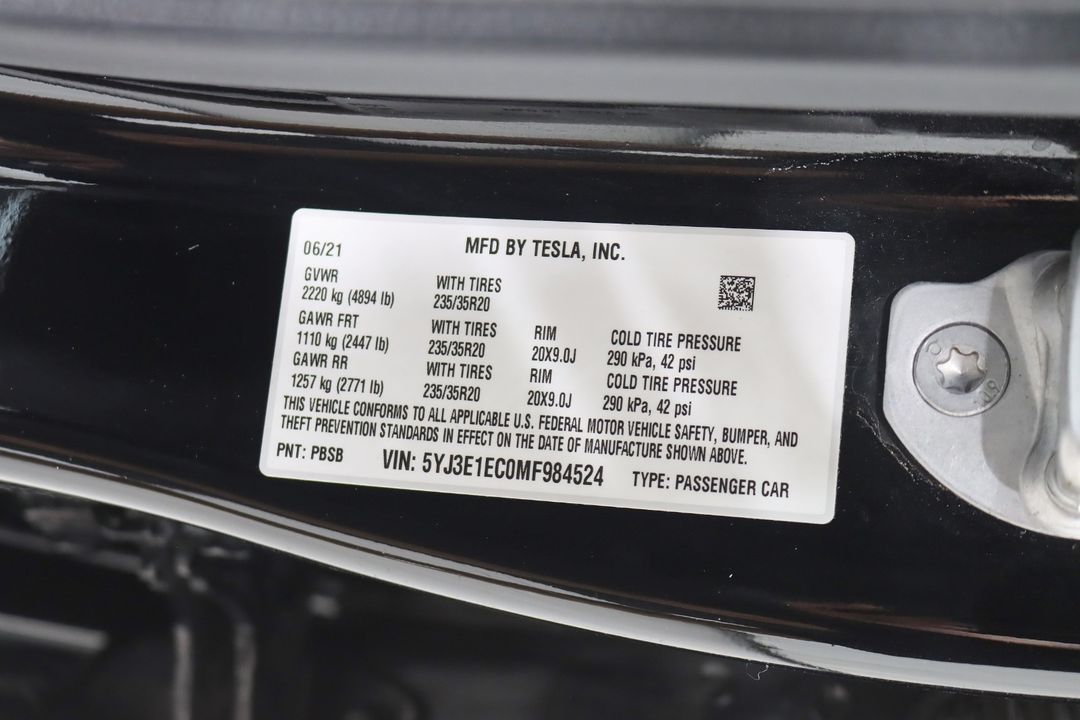 06/21 MFD BY TESLA, INC.
GVWR WITH TIRES
2220 kg (4894 lb) 235/35R20
GAWR FRT WITH TIRES RIM COLD TIRE PRESSURE
1110 kg (2447 lb) 235/35R20 20X9.0J 290 kPa, 42 psi
GAWR RR WITH TIRES RIM COLD TIRE PRESSURE
1257 kg (2771 lb) 235/35R20 20X9.0J 290 kPa, 42 psi
THIS VEHICLE CONFORMS TO ALL APPLICABLE U.S. FEDERAL MOTOR VEHICLE SAFETY, BUMPER, AND
THEFT PREVENTION STANDARDS IN EFFECT ON THE DATE OF MANUFACTURE SHOWN ABOVE.
PNT: PBSB VIN: 5YJ3E1EC0MF984524 TYPE: PASSENGER CAR